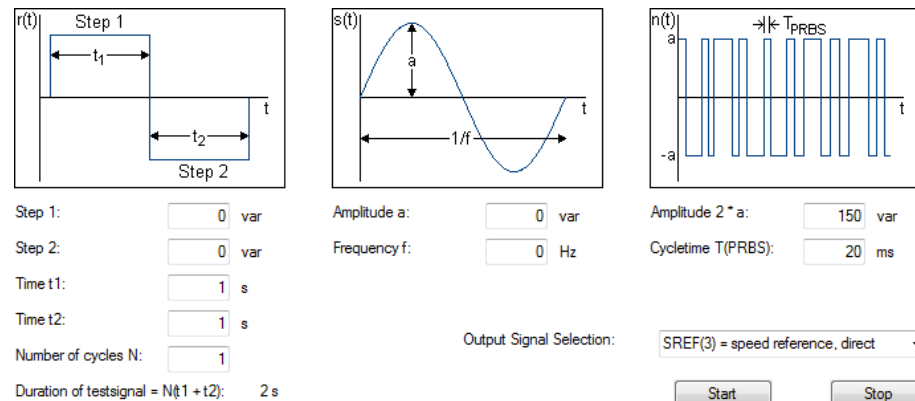 r(t)
Step 1
t1
t
t2
Step 2
s(t)
a
t
1/f
n(t)
TPRBS
a
t
-a
Step 1: 0 var
Step 2: 0 var
Time t1: 1 s
Time t2: 1 s
Number of cycles N: 1
Duration of testsignal = N(t1 + t2): 2 s
Amplitude a: 0 var
Frequency f: 0 Hz
Amplitude 2 * a: 150 var
Cycletime T(PRBS): 20 ms
Output Signal Selection: SREF(3) = speed reference, direct
Start Stop